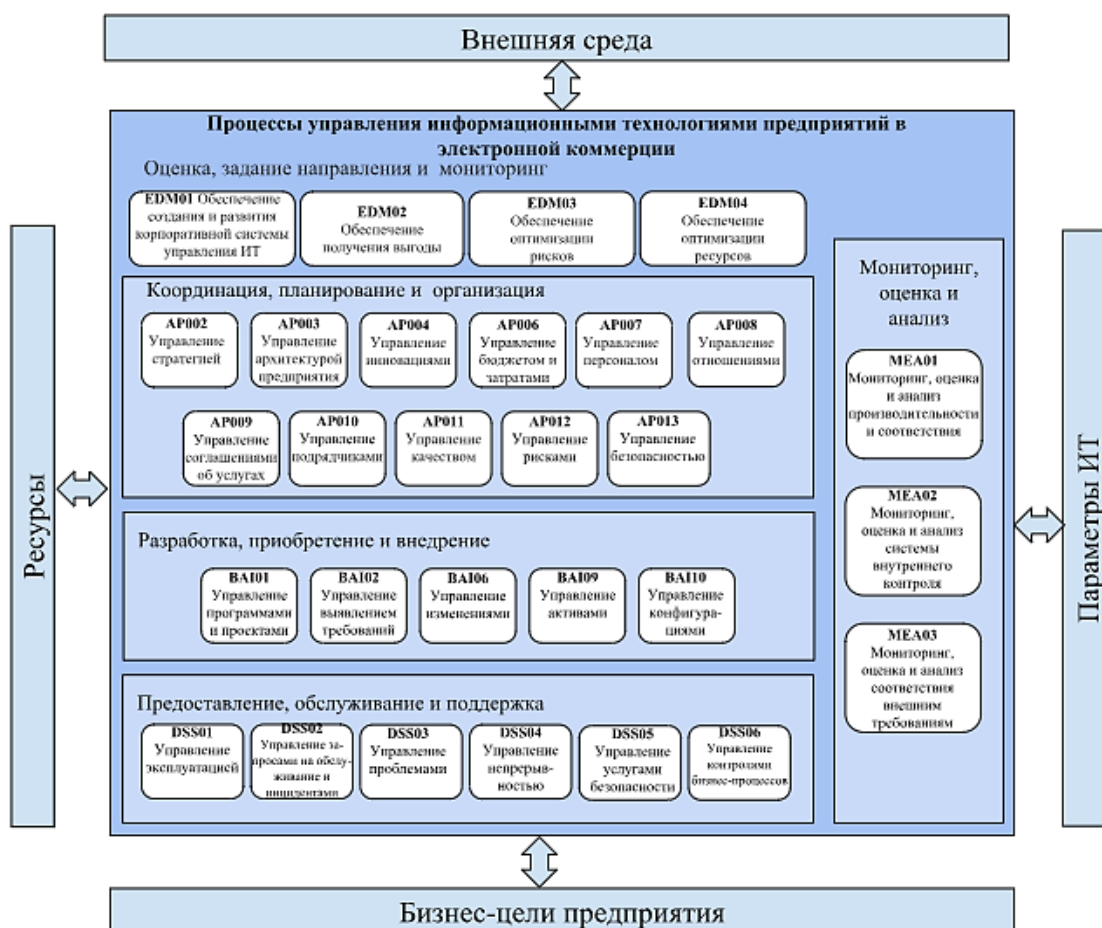 Внешняя среда
Процессы управления информационными технологиями предприятий в
электронной коммерции
Оценка, задание направления и мониторинг
EDM01 Обеспечение
создания и развития
корпоративной системы
управления ИТ
EDM02
Обеспечение
получения выгоды
EDM03
Обеспечение
оптимизации
рисков
EDM04
Обеспечение
оптимизации
ресурсов
Координация, планирование и организация
AP002
Управление
стратегией
AP003
Управление
архитектурой
предприятия
AP004
Управление
инновациями
AP006
Управление
бюджетом и
затратами
AP007
Управление
персоналом
AP008
Управление
отношениями
AP009
Управление
соглашениями
об услугах
AP010
Управление
подрядчиками
AP011
Управление
качеством
AP012
Управление
рисками
AP013
Управление
безопасностью
Разработка, приобретение и внедрение
BAI01
Управление
программами
и проектами
BAI02
Управление
выявлением
требований
BAI06
Управление
изменениями
BAI09
Управление
активами
BAI10
Управление
конфигура-
циями
Предоставление, обслуживание и поддержка
DSS01
Управление
эксплуатацией
DSS02
Управление за-
просами на обслу-
живание и
инцидентами
DSS03
Управление
проблемами
DSS04
Управление
непрерыв-
ностью
DSS05
Управление
услугами
безопасности
DSS06
Управление
контролями
бизнес-процессов
Мониторинг,
оценка и
анализ
MEA01
Мониторинг, оценка
и анализ
производительности
и соответствия
MEA02
Мониторинг,
оценка и анализ
системы
внутреннего
контроля
MEA03
Мониторинг,
оценка и анализ
соответствия
внешним
требованиям
Ресурсы
Параметры ИТ
Бизнес-цели предприятия